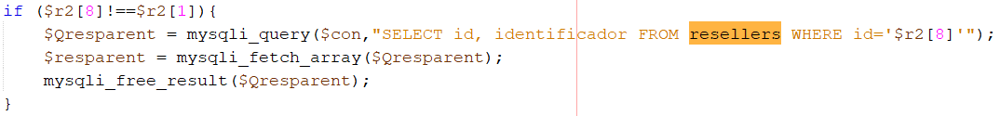 if ($r2[8]!==$r2[1]){
$Qresparent = mysqli_query($con,"SELECT id, identificador FROM resellers WHERE id='$r2[8]'");
$resparent = mysqli_fetch_array($Qresparent);
mysqli_free_result($Qresparent);
}